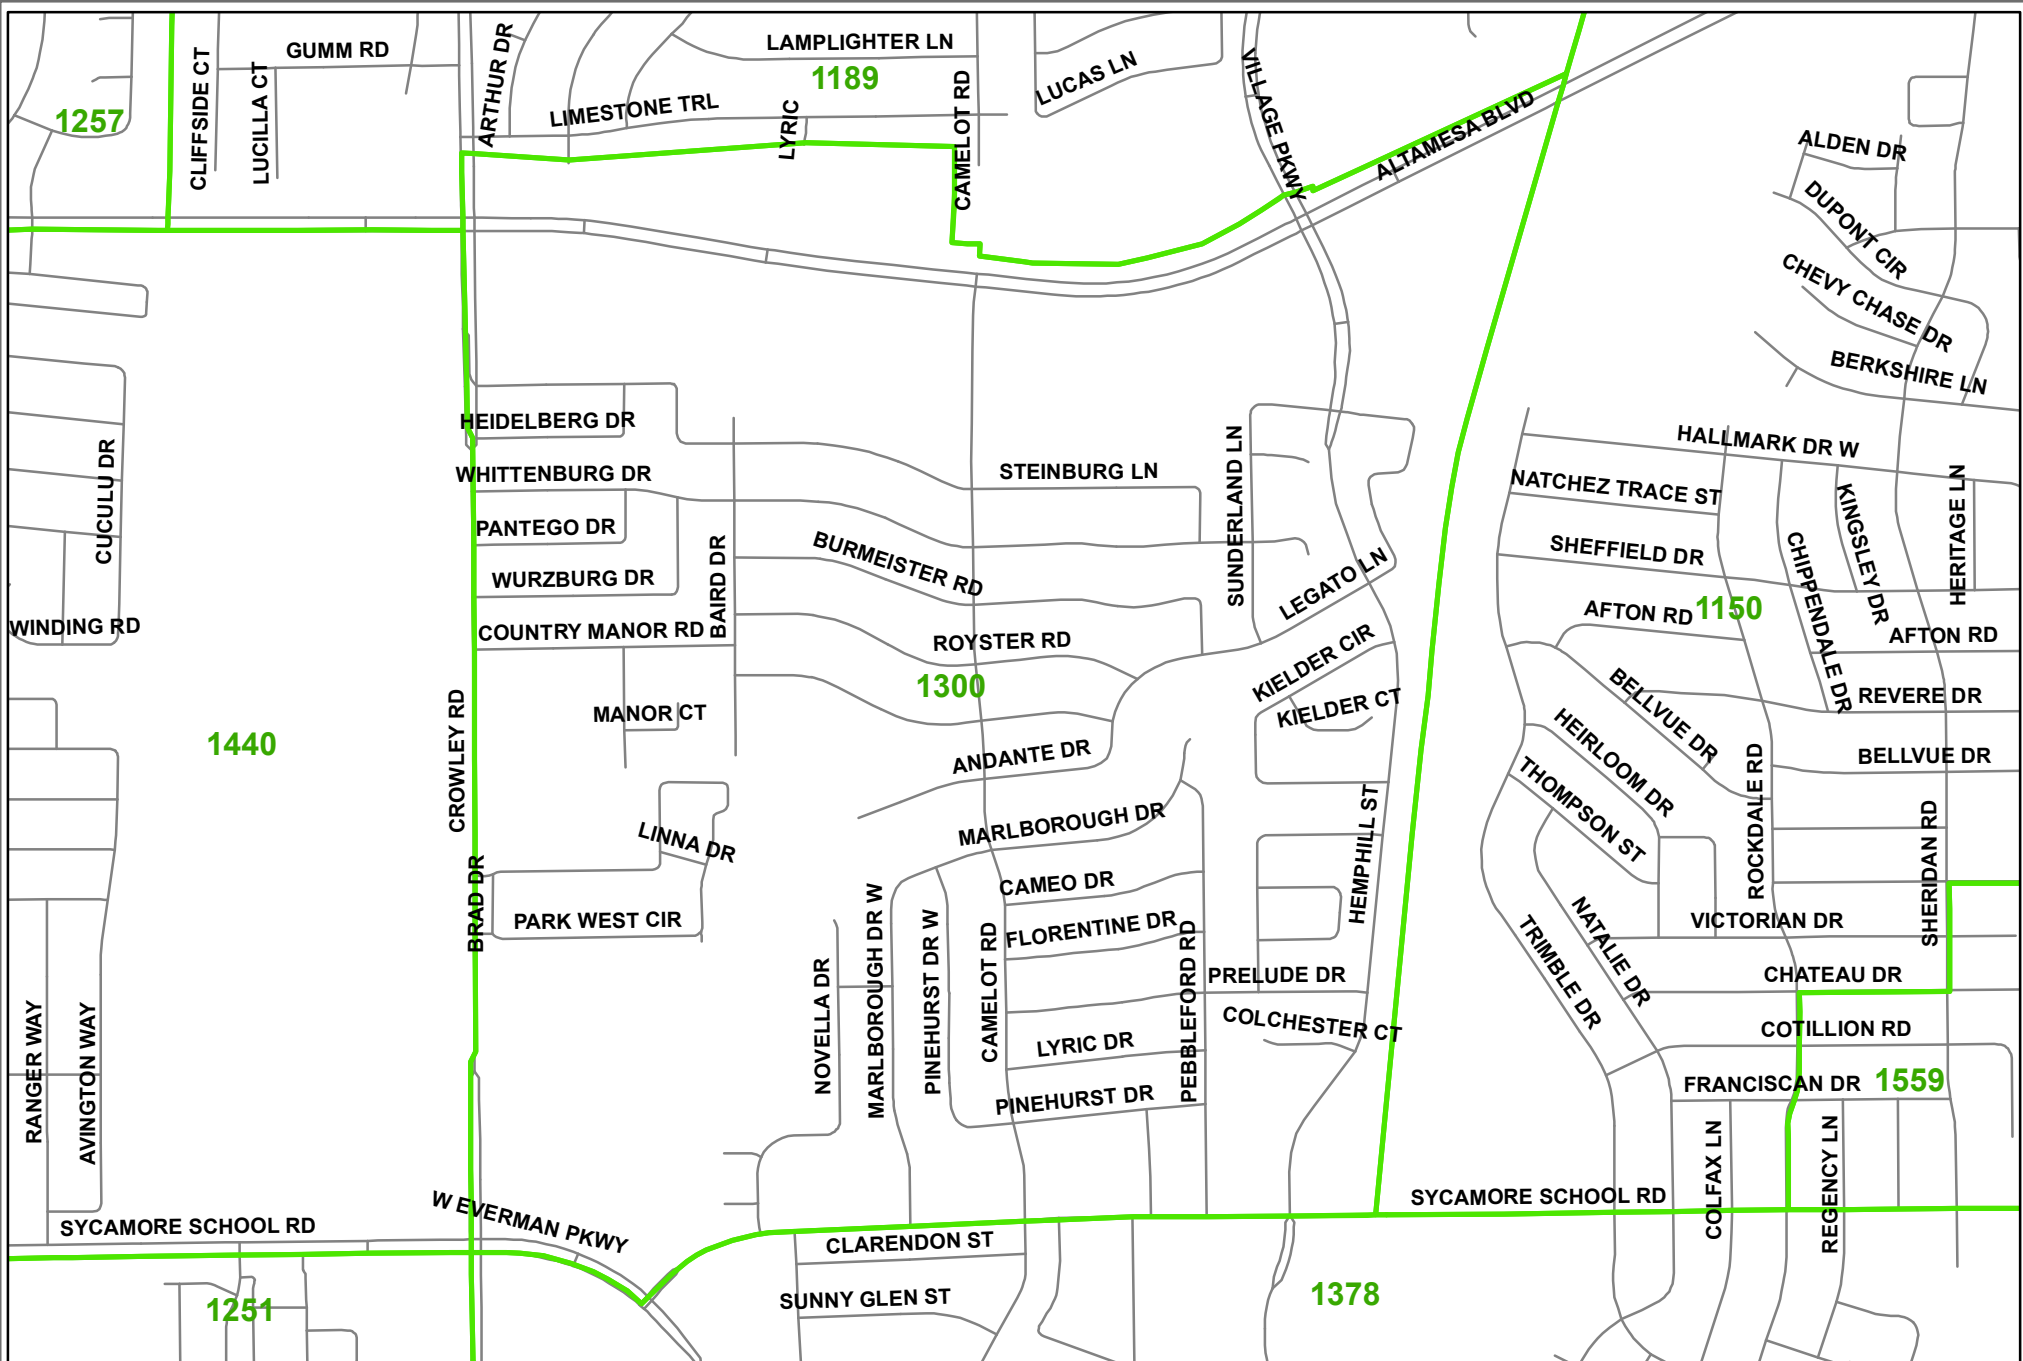 GUMM RD
ARTHUR DR
LAMPLIGHTER LN
1189
LUCAS LN
VILLAGE PKWY
CLIFFSIDE CT
LUCILLA CT
1257
LIMESTONE TRL
LYRIC
CAMELOT RD
ALTAMESA BLVD
ALDEN DR
DUPONT CIR
CHEVY CHASE DR
BERKSHIRE LN
HEIDELBERG DR
WHITTENBURG DR
STEINBURG LN
SUNDERLAND LN
HALLMARK DR W
NATCHEZ TRACE ST
KINGSLEY DR
HERITAGE LN
CUCULU DR
PANTEGO DR
BURMEISTER RD
SHEFFIELD DR
CHIPPENDALE DR
WURZBURG DR
BAIRD DR
LEGATO LN
AFTON RD
1150
WINDING RD
COUNTRY MANOR RD
ROYSTER RD
AFTON RD
KIELDER CIR
1300
BELLVUE DR
REVERE DR
MANOR CT
KIELDER CT
CROWLEY RD
1440
HEIRLOOM DR
ANDANTE DR
BELLVUE DR
THOMPSON ST
ROCKDALE RD
MARLBOROUGH DR
HEMPHILL ST
LINNA DR
SHERIDAN RD
BRAD DR
CAMEO DR
PARK WEST CIR
MARLBOROUGH DR W
PINEHURST DR W
FLORENTINE DR
VICTORIAN DR
CAMELOT RD
PEBBLEFORD RD
NATALIE DR
TRIMBLE DR
PRELUDE DR
CHATEAU DR
NOVELLA DR
COLCHESTER CT
COTILLION RD
RANGER WAY
AVINGTON WAY
LYRIC DR
FRANCISCAN DR
1559
PINEHURST DR
COLFAX LN
REGENCY LN
SYCAMORE SCHOOL RD
W EVERMAN PKWY
SYCAMORE SCHOOL RD
CLARENDON ST
1251
SUNNY GLEN ST
1378